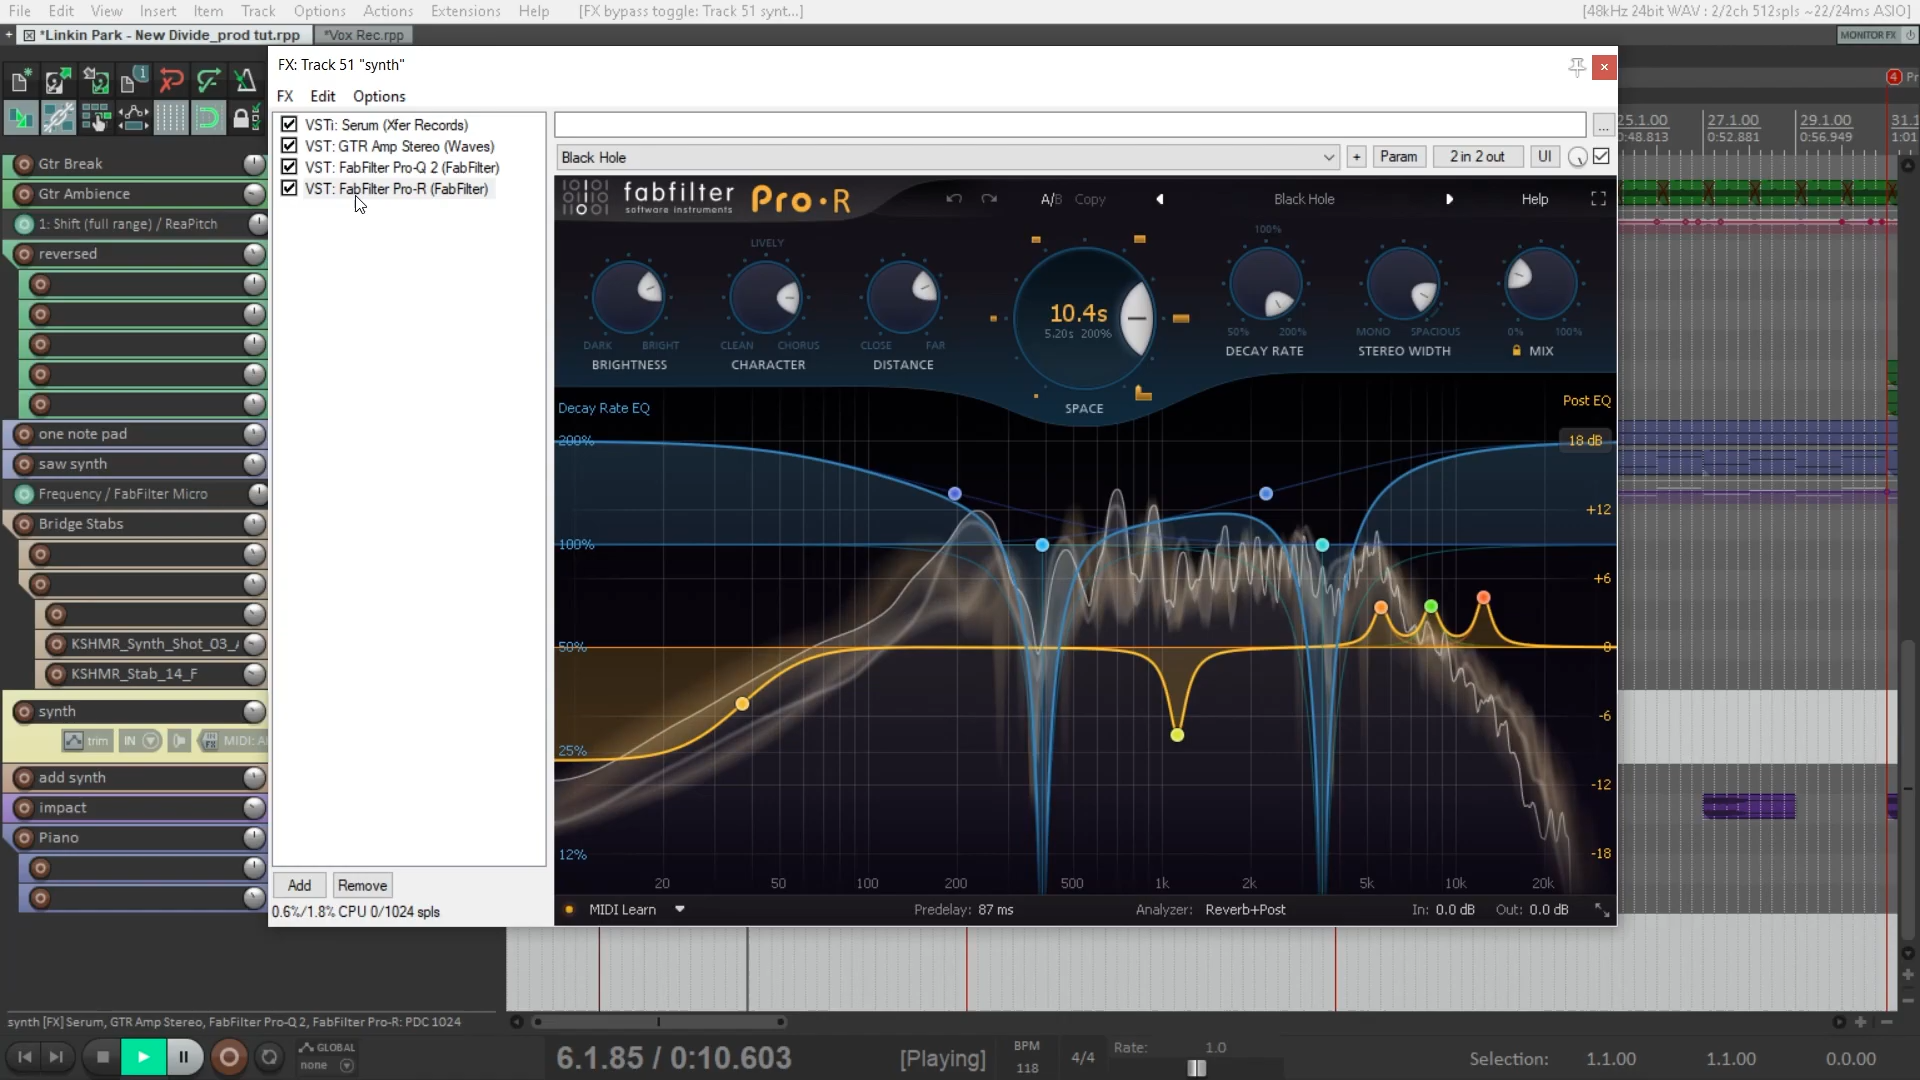 File Edit View Insert Item Track Options Actions Extensions Help [FX bypass toggle: Track 51 synt...] [48kHz 24bit WAV : 2/2ch 512spls ~22/24ms ASIO]
*Linkin Park - New Divide_prod tut.rpp *Vox Rec.rpp MONITOR FX
FX: Track 51 "synth"
FX Edit Options
VSTi: Serum (Xfer Records)
VST: GTR Amp Stereo (Waves)
VST: FabFilter Pro-Q 2 (FabFilter)
VST: FabFilter Pro-R (FabFilter)
Black Hole + Param 2 in 2 out UI
fabfilter
software instruments
Pro·R
A/B Copy Black Hole Help
LIVELY 100%
10.4s
5.20s 200%
DARK BRIGHT CLEAN CHORUS CLOSE FAR 50% 200% MONO SPACIOUS 0% 100%
BRIGHTNESS CHARACTER DISTANCE SPACE DECAY RATE STEREO WIDTH MIX
Decay Rate EQ Post EQ
200% 18 dB
+12
100%
+6
50% 0
-6
25%
-12
12% -18
20 50 100 200 500 1k 2k 5k 10k 20k
MIDI Learn Predelay: 87 ms Analyzer: Reverb+Post In: 0.0 dB Out: 0.0 dB
Add Remove
0.6%/1.8% CPU 0/1024 spls
Gtr Break
Gtr Ambience
1: Shift (full range) / ReaPitch
reversed
one note pad
saw synth
Frequency / FabFilter Micro
Bridge Stabs
KSHMR_Synth_Shot_03_
KSHMR_Stab_14_F
synth
trim IN FX MIDI:
add synth
impact
Piano
4 Pr
25.1.00 27.1.00 29.1.00 31.1
0:48.813 0:52.881 0:56.949 1:01
synth [FX] Serum, GTR Amp Stereo, FabFilter Pro-Q 2, FabFilter Pro-R: PDC 1024
GLOBAL
none
6.1.85 / 0:10.603 [Playing]
BPM
118
4/4
Rate: 1.0
Selection: 1.1.00 1.1.00 0.0.00